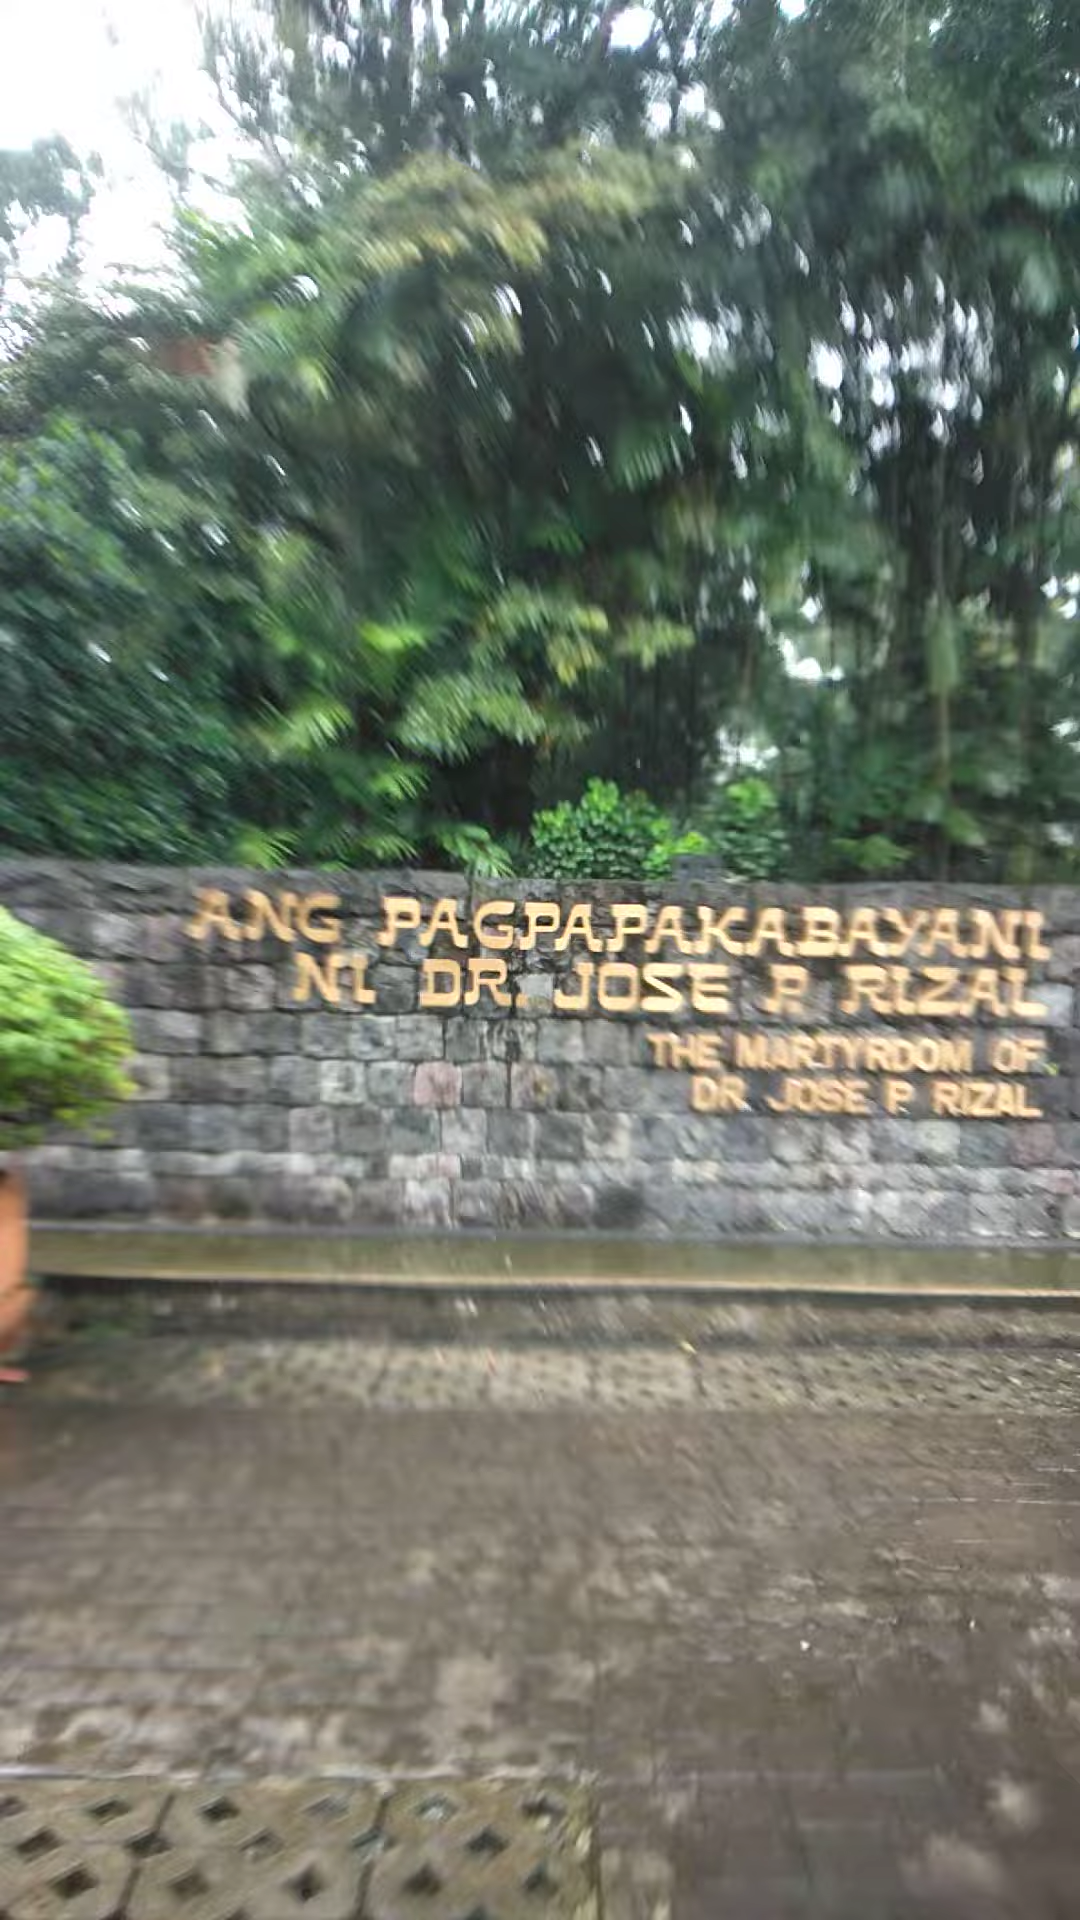 ANG PAGPAPAKABAYANI
NI DR. JOSE P. RIZAL
THE MARTYRDOM OF
DR. JOSE P. RIZAL